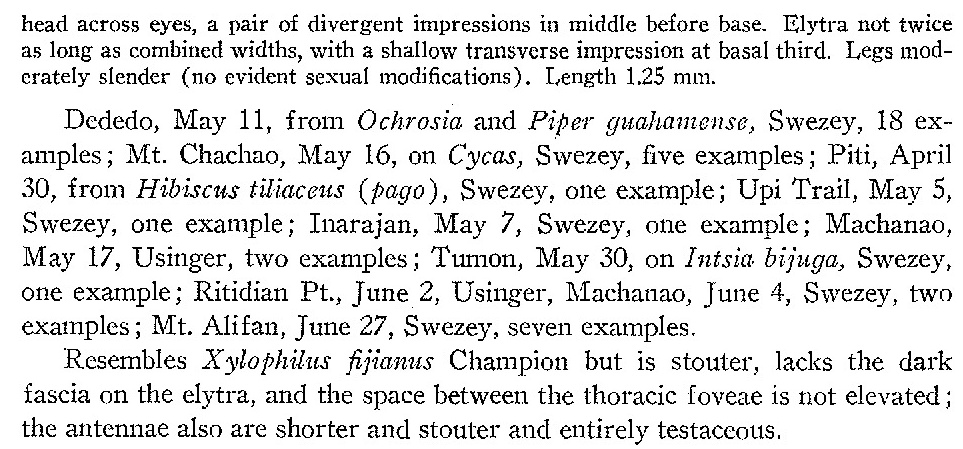 head across eyes, a pair of divergent impressions in middle before base. Elytra not twice
as long as combined widths, with a shallow transverse impression at basal third. Legs mod-
erately slender (no evident sexual modifications). Length 1.25 mm.
Dededo, May 11, from Ochrosia and Piper guahamense, Swezey, 18 ex-
amples; Mt. Chachao, May 16, on Cycas, Swezey, five examples; Piti, April
30, from Hibiscus tiliaceus (pago), Swezey, one example; Upi Trail, May 5,
Swezey, one example; Inarajan, May 7, Swezey, one example; Machanao,
May 17, Usinger, two examples; Tumon, May 30, on Intsia bijuga, Swezey,
one example; Ritidian Pt., June 2, Usinger, Machanao, June 4, Swezey, two
examples; Mt. Alifan, June 27, Swezey, seven examples.
Resembles Xylophilus fijianus Champion but is stouter, lacks the dark
fascia on the elytra, and the space between the thoracic foveae is not elevated;
the antennae also are shorter and stouter and entirely testaceous.